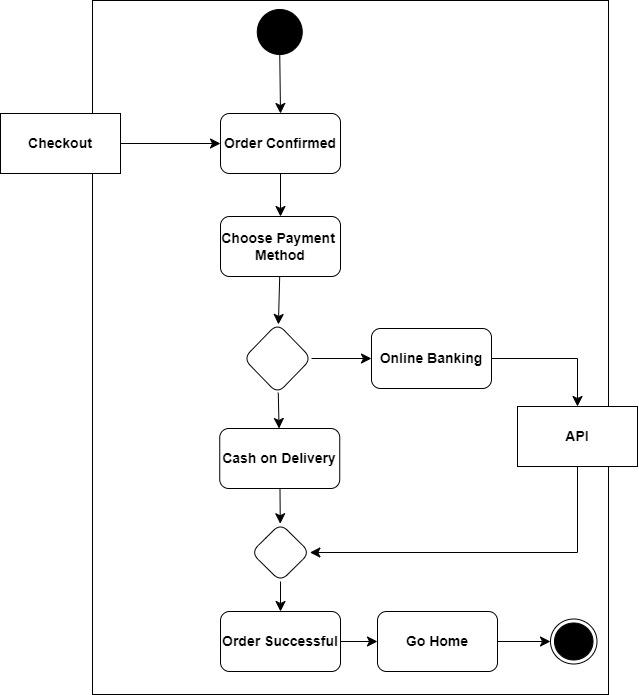 Checkout
Order Confirmed
Choose Payment
Method
Online Banking
API
Cash on Delivery
Order Successful
Go Home